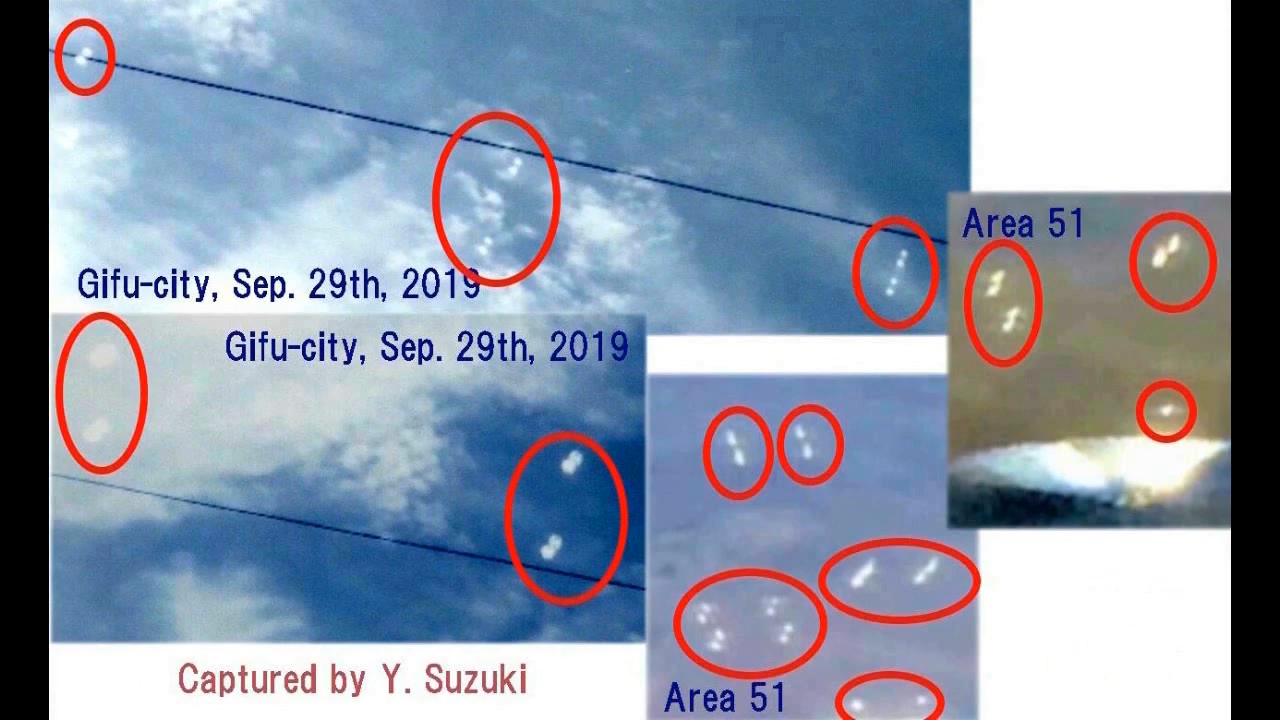 Area 51
Gifu-city, Sep. 29th, 2019
Gifu-city, Sep. 29th, 2019
Captured by Y. Suzuki
Area 51